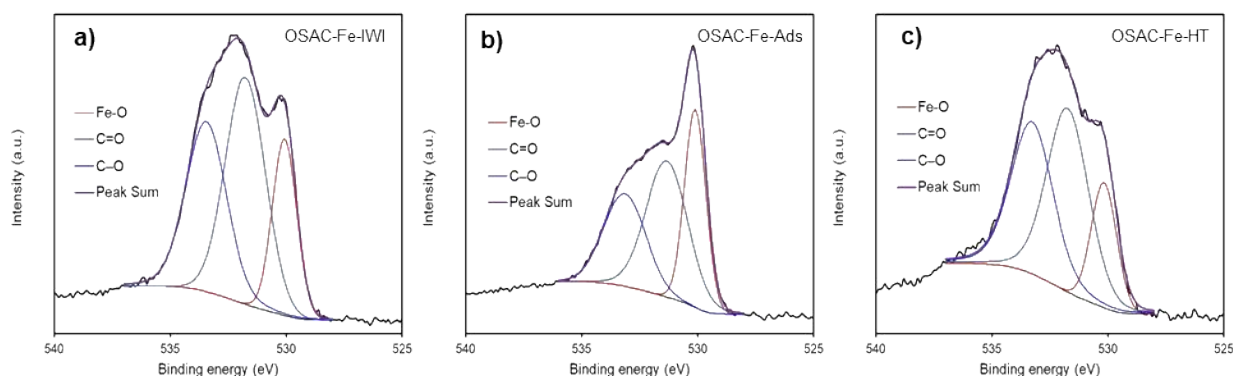 a)
OSAC-Fe-IWI
Fe-O
C=O
C–O
Peak Sum
Intensity (a.u.)
540 535 530 525
Binding energy (eV)
b)
OSAC-Fe-Ads
Fe-O
C=O
C–O
Peak Sum
Intensity (a.u.)
540 535 530 525
Binding energy (eV)
c)
OSAC-Fe-HT
Fe-O
C=O
C–O
Peak Sum
Intensity (a.u.)
540 535 530 525
Binding energy (eV)